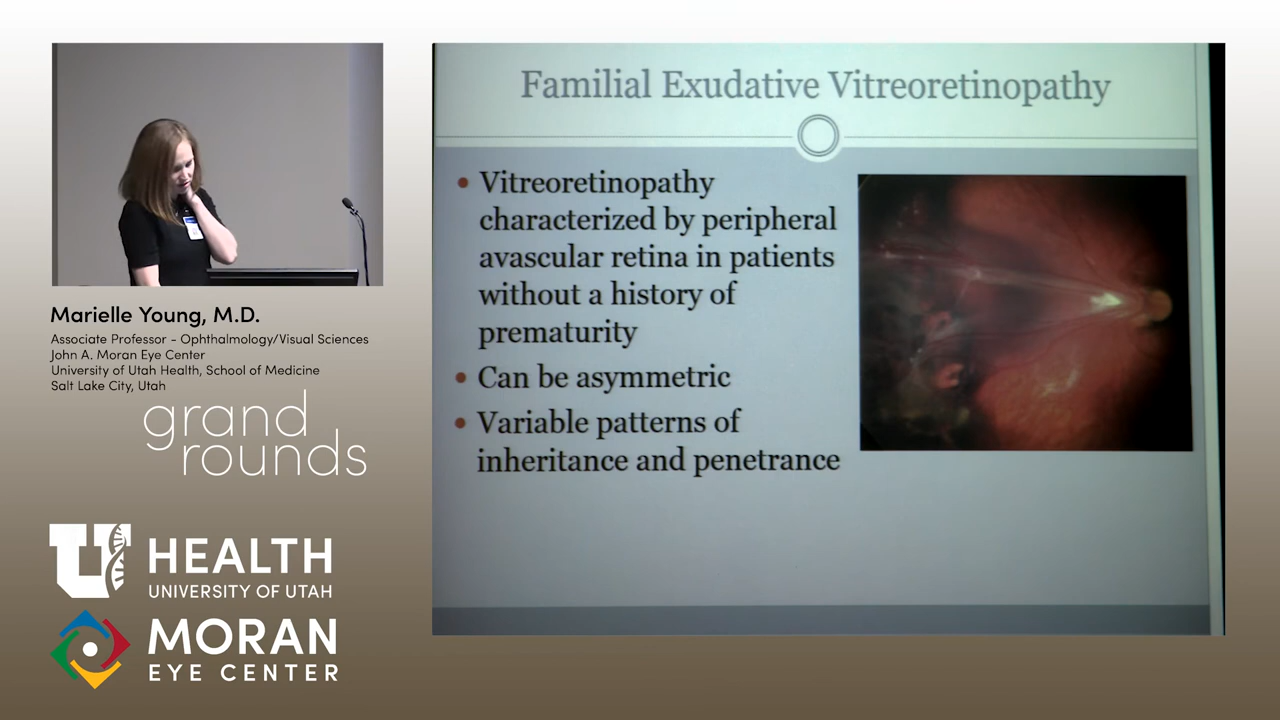 Familial Exudative Vitreoretinopathy
• Vitreoretinopathy
characterized by peripheral
avascular retina in patients
without a history of
prematurity
• Can be asymmetric
• Variable patterns of
inheritance and penetrance
Marielle Young, M.D.
Associate Professor - Ophthalmology/Visual Sciences
John A. Moran Eye Center
University of Utah Health, School of Medicine
Salt Lake City, Utah
grand
rounds
U HEALTH
UNIVERSITY OF UTAH
MORAN
EYE CENTER